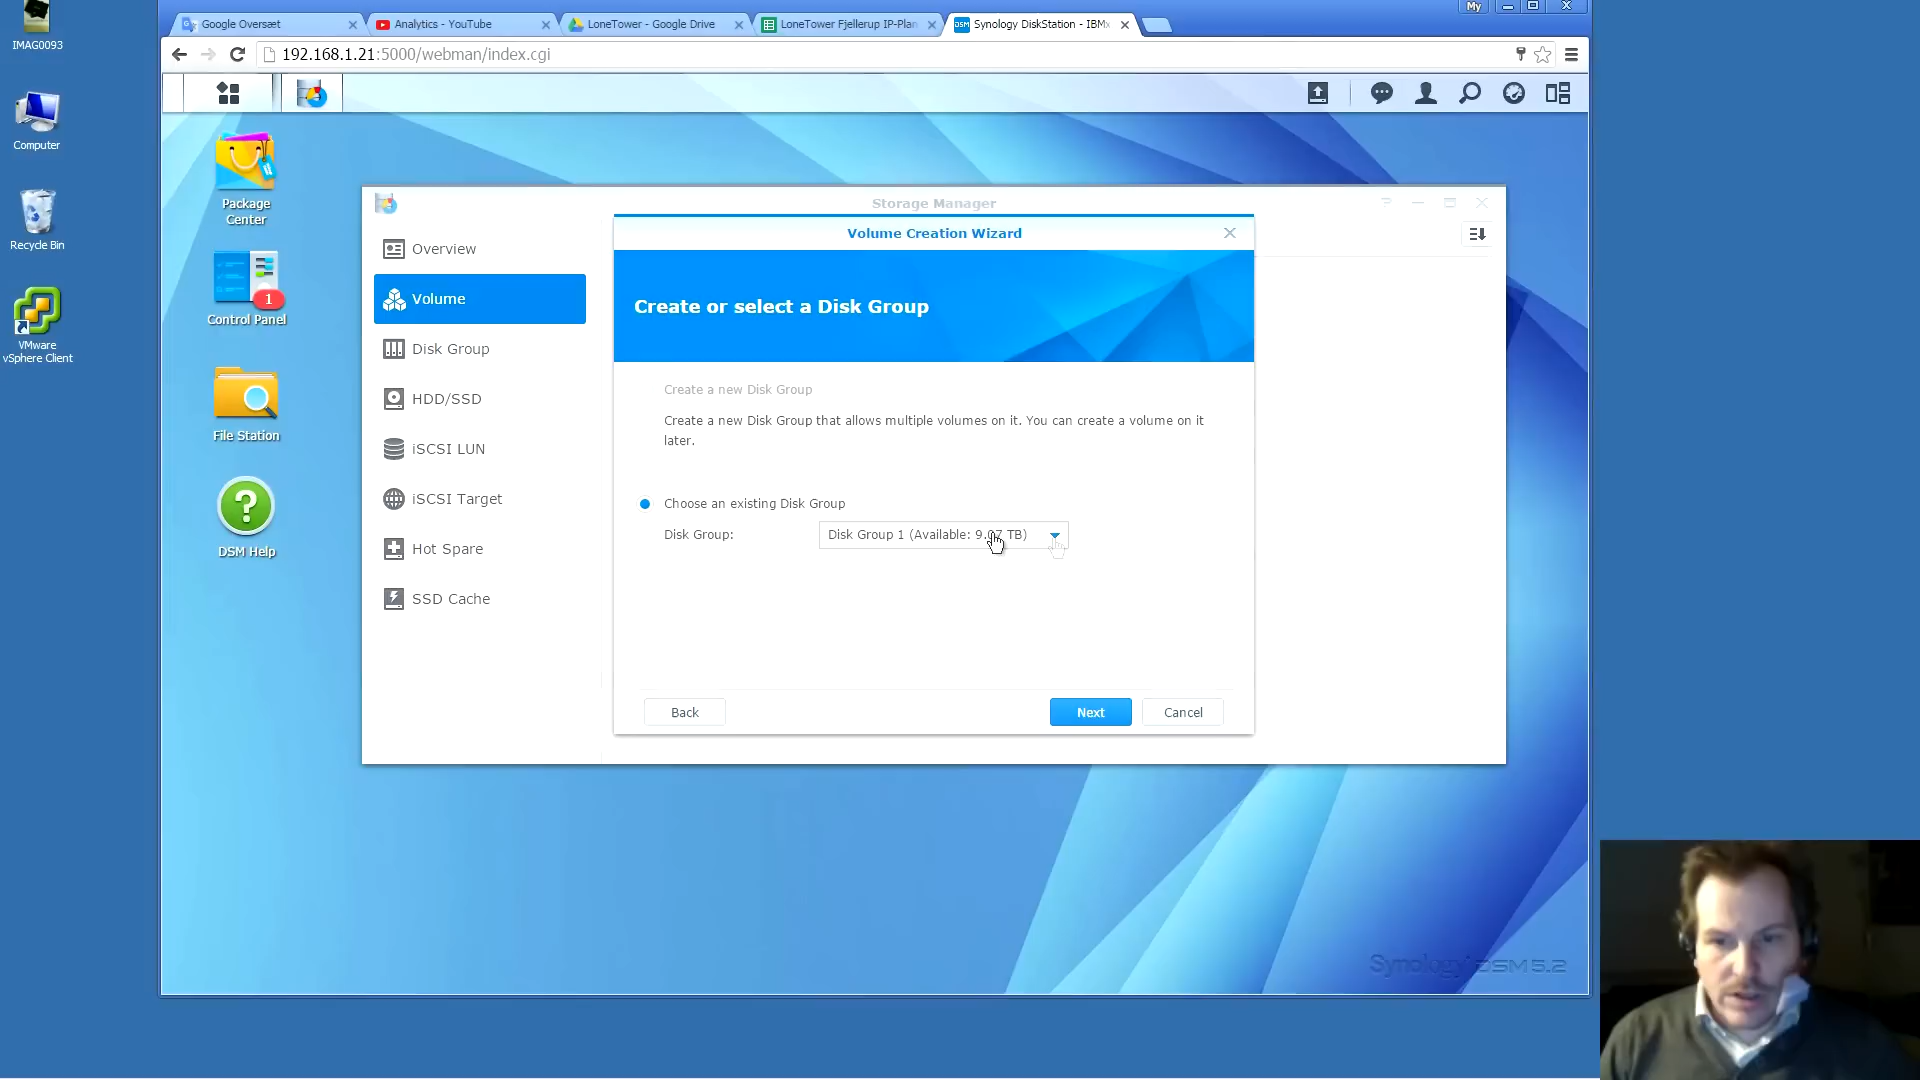 IMAG0093
Computer
Recycle Bin
VMware
vSphere Client
My
Google Oversæt
Analytics - YouTube
LoneTower - Google Drive
LoneTower Fjellerup IP-Plan
Synology DiskStation - IBMx
192.168.1.21:5000/webman/index.cgi
Package
Center
1
Control Panel
File Station
DSM Help
Storage Manager
Overview
Volume
Disk Group
HDD/SSD
iSCSI LUN
iSCSI Target
Hot Spare
SSD Cache
Volume Creation Wizard
Create or select a Disk Group
Create a new Disk Group
Create a new Disk Group that allows multiple volumes on it. You can create a volume on it
later.
Choose an existing Disk Group
Disk Group:
Disk Group 1 (Available: 9.07 TB)
Back
Next
Cancel
Synology DSM 5.2